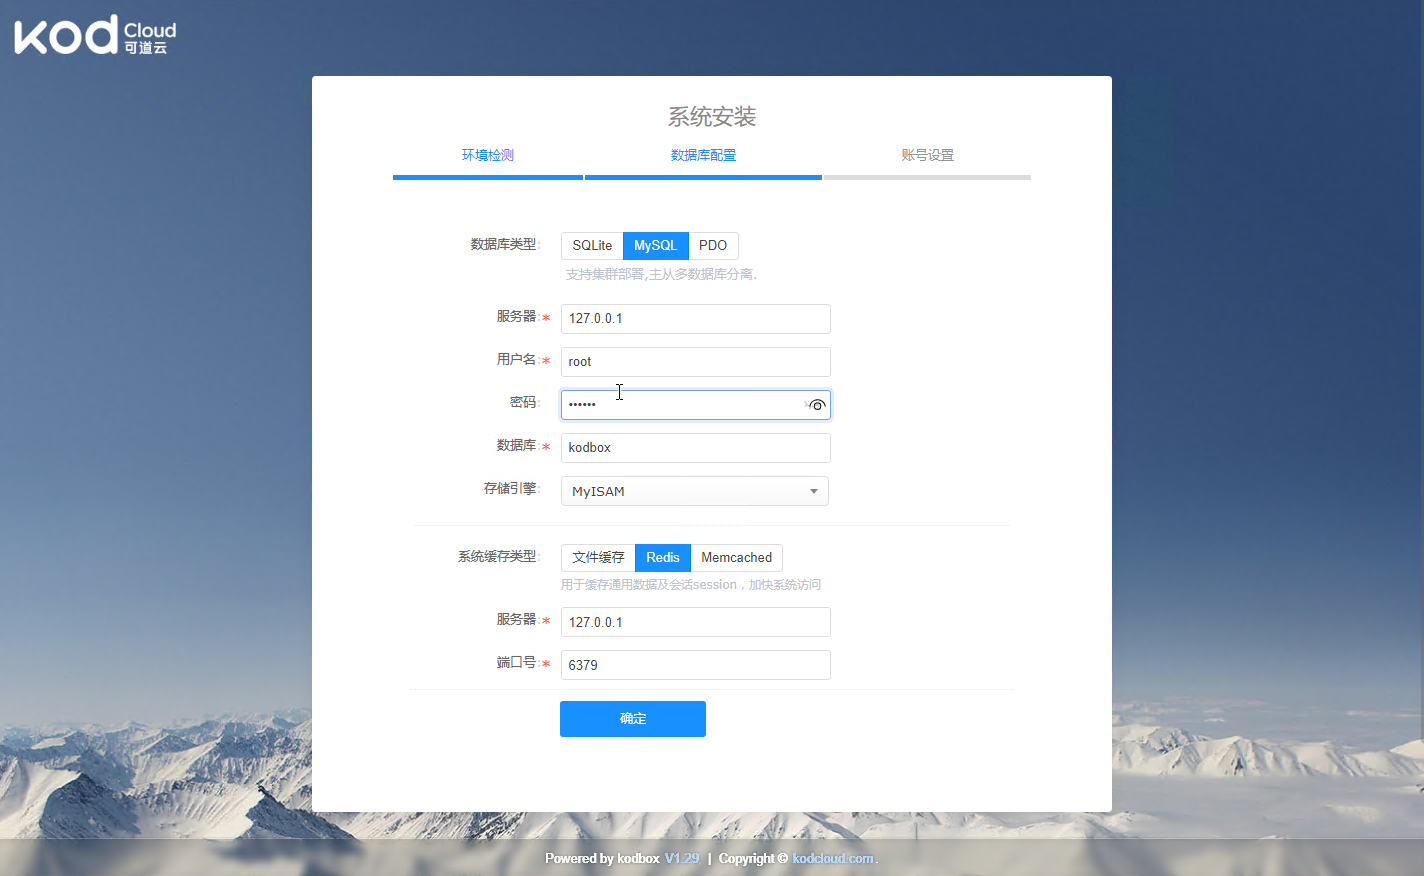 kod Cloud 可道云
系统安装
环境检测 数据库配置 账号设置
数据库类型: SQLite MySQL PDO
支持集群部署,主从多数据库分离.
服务器:* 127.0.0.1
用户名:* root
密码: ••••••
数据库:* kodbox
存储引擎: MyISAM
系统缓存类型: 文件缓存 Redis Memcached
用于缓存通用数据及会话session，加快系统访问
服务器:* 127.0.0.1
端口号:* 6379
确定
Powered by kodbox V1.29 | Copyright © kodcloud.com.